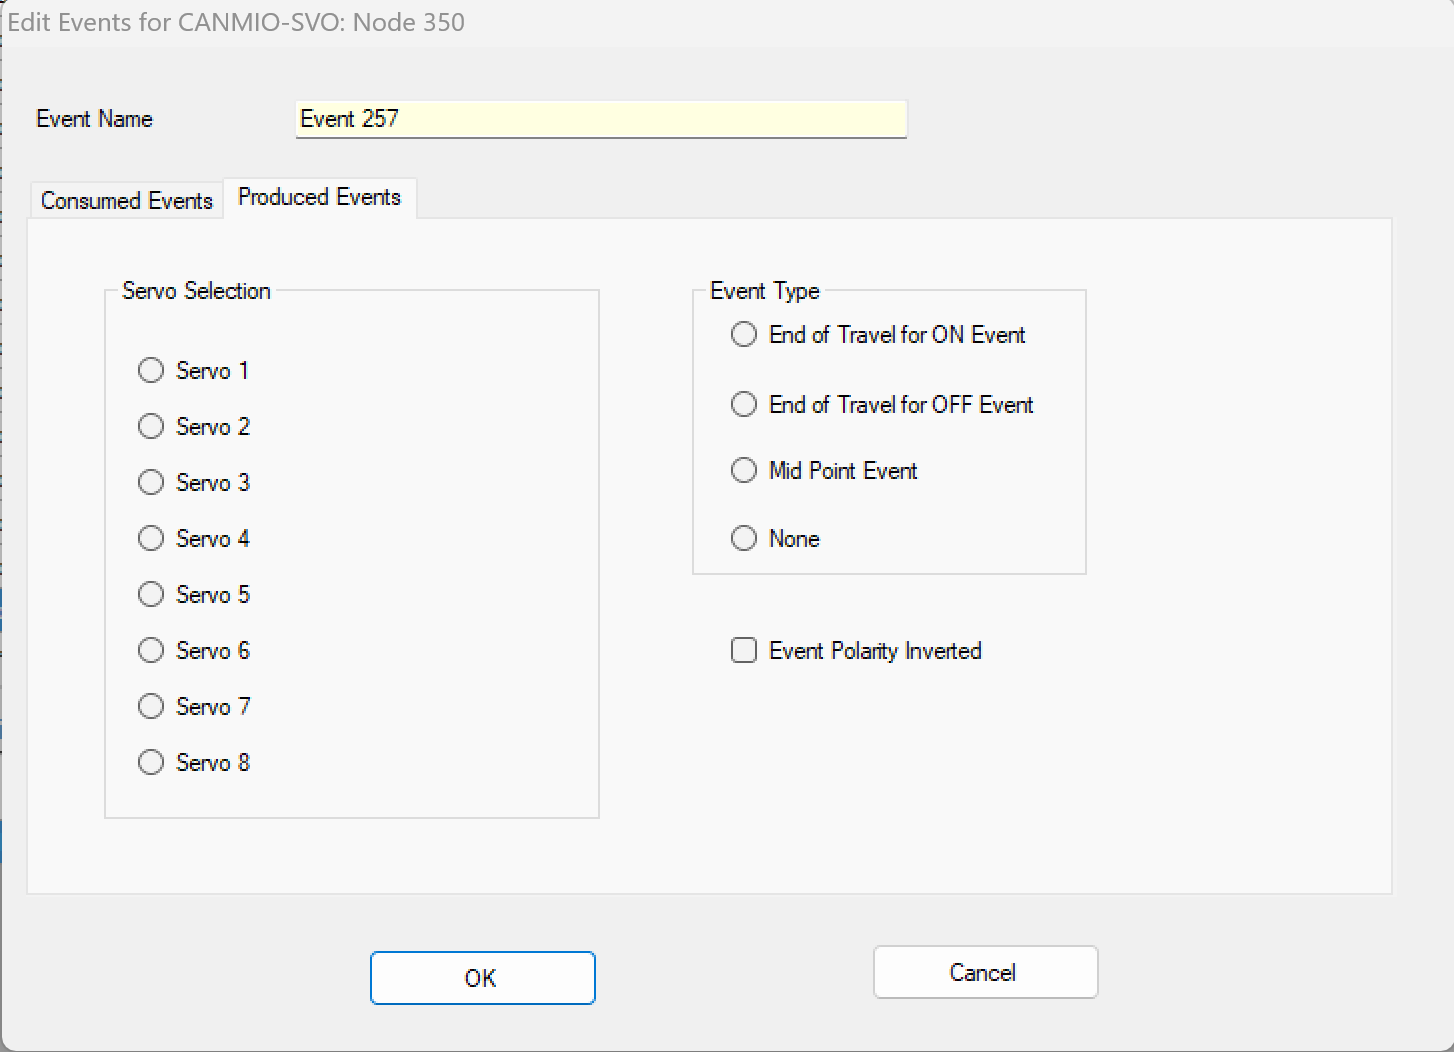 Edit Events for CANMIO-SVO: Node 350
Event Name
Event 257
Consumed Events
Produced Events
Servo Selection
Servo 1
Servo 2
Servo 3
Servo 4
Servo 5
Servo 6
Servo 7
Servo 8
Event Type
End of Travel for ON Event
End of Travel for OFF Event
Mid Point Event
None
Event Polarity Inverted
OK
Cancel